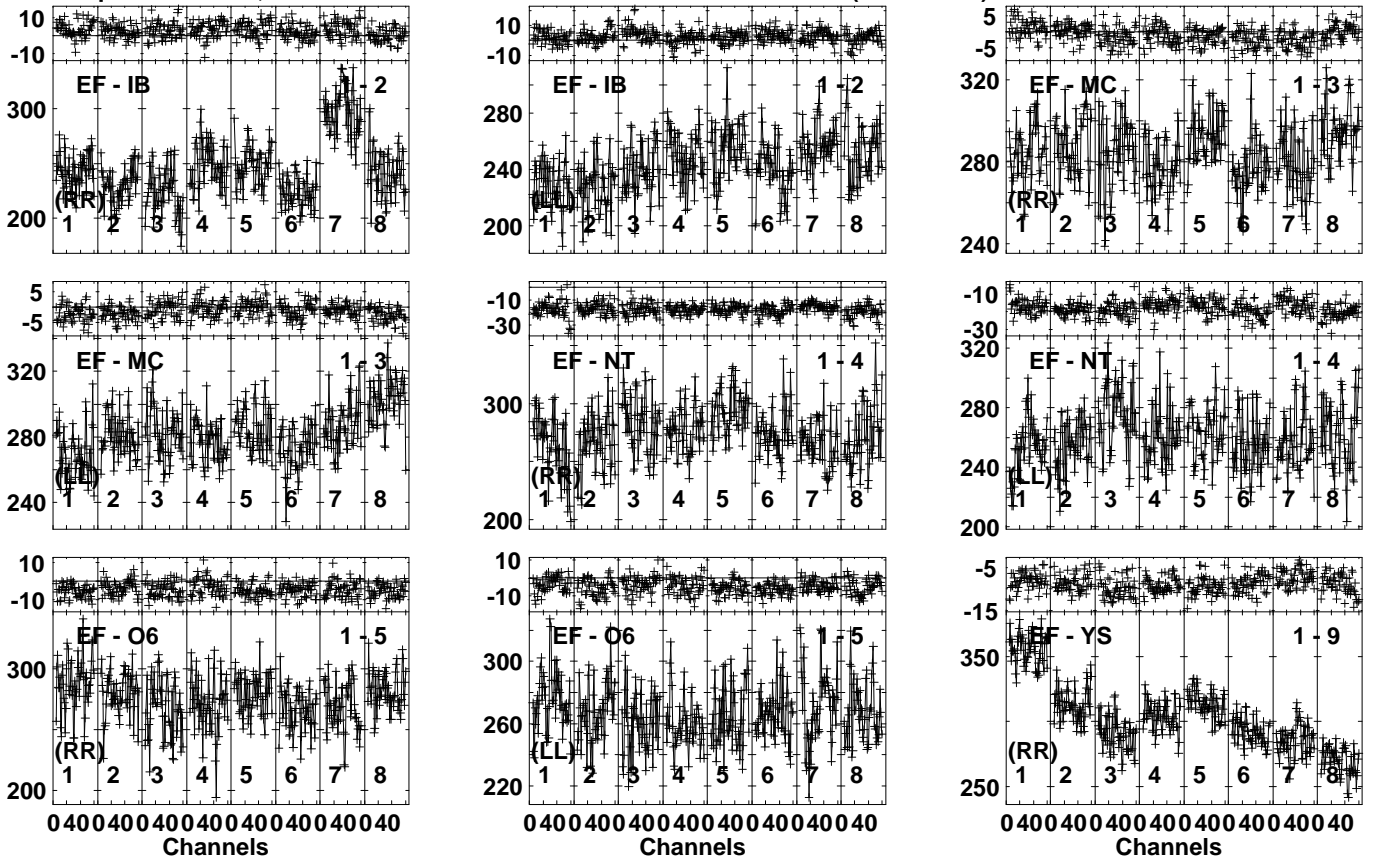 10 10 5
-10 -10 -5
EF - IB 1 - 2 EF - IB 1 - 2 EF - MC 1 - 3
300 280 320
240 280
200 200 240
(RR) (LL) (RR)
1 2 3 4 5 6 7 8 1 2 3 4 5 6 7 8 1 2 3 4 5 6 7 8
5 -10 -10
-5 -30 -30
EF - MC 1 - 3 EF - NT 1 - 4 EF - NT 1 - 4
320 300 320
280 280
240 240
200 200
(LL) (RR) (LL)
1 2 3 4 5 6 7 8 1 2 3 4 5 6 7 8 1 2 3 4 5 6 7 8
10 10 -5
-10 -10 -15
EF - O6 1 - 5 EF - O6 1 - 5 EF - YS 1 - 9
300 300 350
260
200 220 250
(RR) (LL) (RR)
1 2 3 4 5 6 7 8 1 2 3 4 5 6 7 8 1 2 3 4 5 6 7 8
0 40 0 40 0 40 0 40 0 40 0 40 0 40 0 40 0 40 0 40 0 40 0 40 0 40 0 40 0 40 0 40 0 40 0 40 0 40 0 40 0 40 0 40 0 40 0 40
Channels Channels Channels